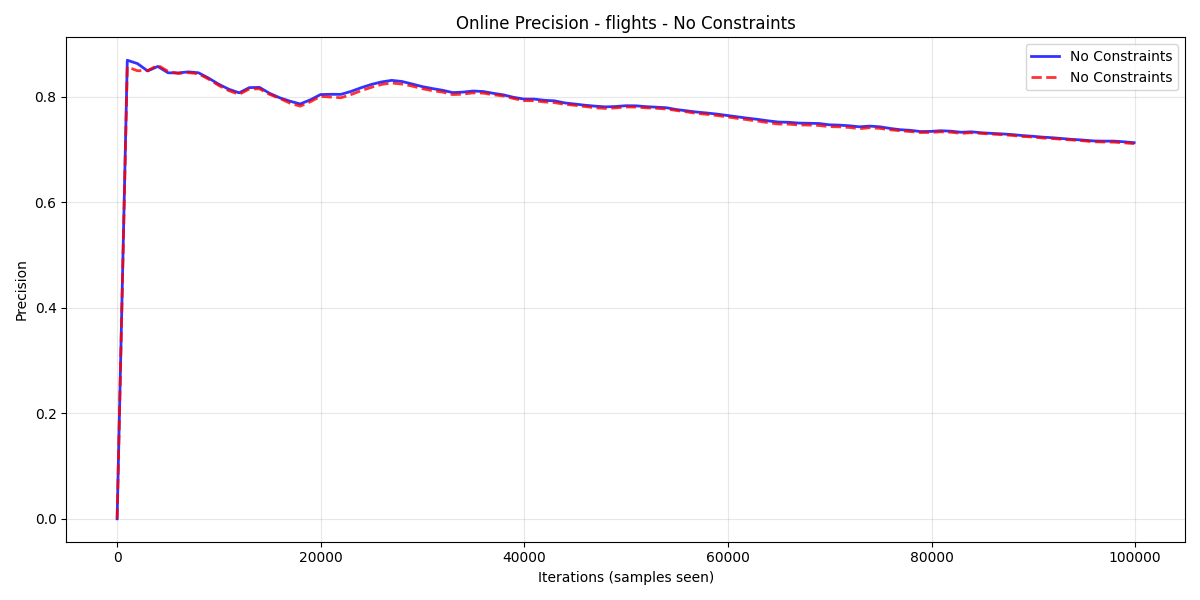 Online Precision - flights - No Constraints
No Constraints
No Constraints
Precision
0.8
0.6
0.4
0.2
0.0
0
20000
40000
60000
80000
100000
Iterations (samples seen)